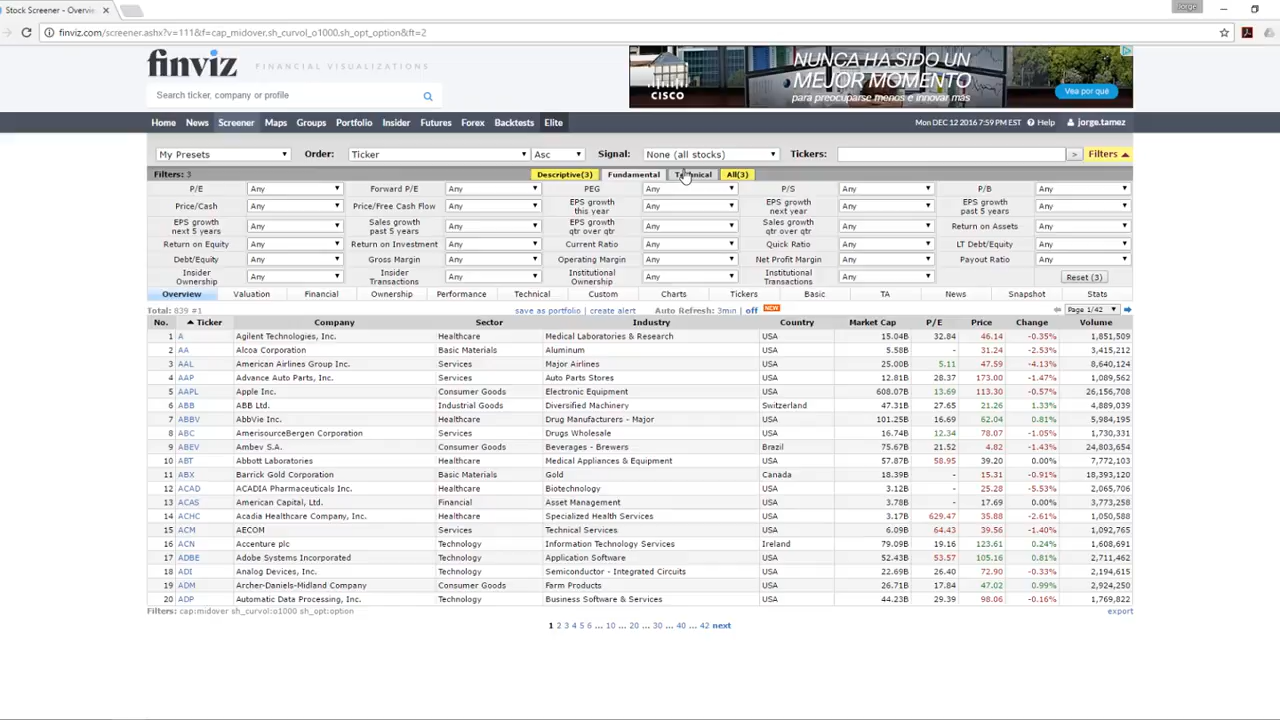 Stock Screener - Overvie
Jorge
finviz.com/screener.ashx?v=111&f=cap_midover,sh_curvol_o1000,sh_opt_option&ft=2
finviz FINANCIAL VISUALIZATIONS
Search ticker, company or profile
CISCO
NUNCA HA SIDO UN
MEJOR MOMENTO
para preocuparse menos e innovar más
Vea por qué
Home News Screener Maps Groups Portfolio Insider Futures Forex Backtests Elite Mon DEC 12 2016 7:59 PM EST Help jorge.tamez
My Presets Order: Ticker Asc Signal: None (all stocks) Tickers: > Filters
Filters: 3 Descriptive(3) Fundamental Technical All(3)
P/E Any Forward P/E Any PEG Any P/S Any P/B Any
Price/Cash Any Price/Free Cash Flow Any EPS growth this year Any EPS growth next year Any EPS growth past 5 years Any
EPS growth next 5 years Any Sales growth past 5 years Any EPS growth qtr over qtr Any Sales growth qtr over qtr Any Return on Assets Any
Return on Equity Any Return on Investment Any Current Ratio Any Quick Ratio Any LT Debt/Equity Any
Debt/Equity Any Gross Margin Any Operating Margin Any Net Profit Margin Any Payout Ratio Any
Insider Ownership Any Insider Transactions Any Institutional Ownership Any Institutional Transactions Any Reset (3)
Overview Valuation Financial Ownership Performance Technical Custom Charts Tickers Basic TA News Snapshot Stats
Total: 839 #1 save as portfolio | create alert Auto Refresh: 3min | off NEW Page 1/42
No. Ticker Company Sector Industry Country Market Cap P/E Price Change Volume
1 A Agilent Technologies, Inc. Healthcare Medical Laboratories & Research USA 15.04B 32.84 46.14 -0.35% 1,851,509
2 AA Alcoa Corporation Basic Materials Aluminum USA 5.58B - 31.24 -2.53% 3,415,212
3 AAL American Airlines Group Inc. Services Major Airlines USA 25.00B 5.11 47.59 -4.13% 8,640,124
4 AAP Advance Auto Parts, Inc. Services Auto Parts Stores USA 12.81B 28.37 173.00 -1.47% 1,089,562
5 AAPL Apple Inc. Consumer Goods Electronic Equipment USA 608.07B 13.69 113.30 -0.57% 26,156,708
6 ABB ABB Ltd. Industrial Goods Diversified Machinery Switzerland 47.31B 27.65 21.26 1.33% 4,889,039
7 ABBV AbbVie Inc. Healthcare Drug Manufacturers - Major USA 101.25B 16.69 62.04 0.81% 5,984,195
8 ABC AmerisourceBergen Corporation Services Drugs Wholesale USA 16.74B 12.34 78.07 -1.05% 1,730,331
9 ABEV Ambev S.A. Consumer Goods Beverages - Brewers Brazil 75.67B 21.52 4.82 -1.43% 24,803,654
10 ABT Abbott Laboratories Healthcare Medical Appliances & Equipment USA 57.87B 58.95 39.20 0.00% 7,772,103
11 ABX Barrick Gold Corporation Basic Materials Gold Canada 18.39B - 15.31 -0.91% 18,393,120
12 ACAD ACADIA Pharmaceuticals Inc. Healthcare Biotechnology USA 3.12B - 25.28 -5.53% 2,065,706
13 ACAS American Capital, Ltd. Financial Asset Management USA 3.78B - 17.69 0.00% 3,773,258
14 ACHC Acadia Healthcare Company, Inc. Healthcare Specialized Health Services USA 3.17B 629.47 35.88 -2.61% 1,050,588
15 ACM AECOM Services Technical Services USA 6.09B 64.43 39.56 -1.40% 1,092,765
16 ACN Accenture plc Technology Information Technology Services Ireland 79.09B 19.16 123.61 0.24% 1,608,691
17 ADBE Adobe Systems Incorporated Technology Application Software USA 52.43B 53.57 105.16 0.81% 2,711,462
18 ADI Analog Devices, Inc. Technology Semiconductor - Integrated Circuits USA 22.69B 26.40 72.90 -0.33% 2,194,615
19 ADM Archer-Daniels-Midland Company Consumer Goods Farm Products USA 26.71B 17.84 47.02 0.99% 2,924,250
20 ADP Automatic Data Processing, Inc. Technology Business Software & Services USA 44.23B 29.39 98.06 -0.16% 1,769,822
Filters: cap:midover sh_curvol:o1000 sh_opt:option export
1 2 3 4 5 6 ... 10 ... 20 ... 30 ... 40 ... 42 next